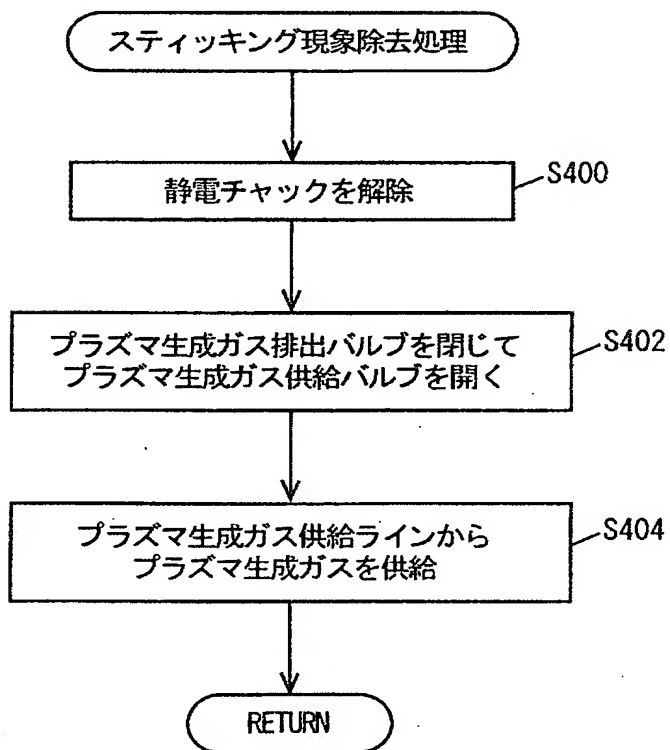 スティッキング現象除去処理
静電チャックを解除
S400
プラズマ生成ガス排出バルブを閉じて
プラズマ生成ガス供給バルブを開く
S402
プラズマ生成ガス供給ラインから
プラズマ生成ガスを供給
S404
RETURN